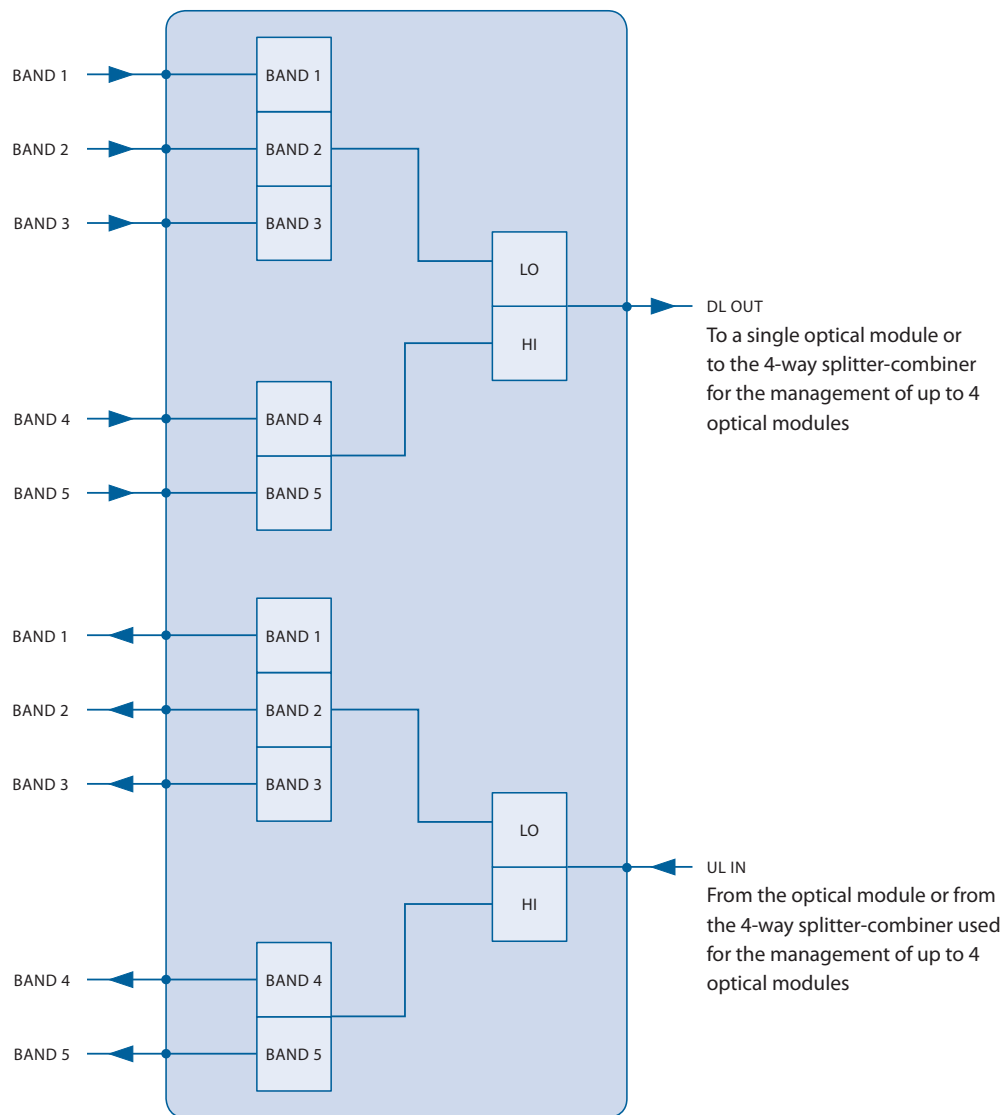 BAND 1
BAND 1
BAND 2
BAND 2
BAND 3
BAND 3
LO
HI
DL OUT
To a single optical module or
to the 4-way splitter-combiner
for the management of up to 4
optical modules
BAND 4
BAND 4
BAND 5
BAND 5
BAND 1
BAND 1
BAND 2
BAND 2
BAND 3
BAND 3
LO
HI
UL IN
From the optical module or from
the 4-way splitter-combiner used
for the management of up to 4
optical modules
BAND 4
BAND 4
BAND 5
BAND 5